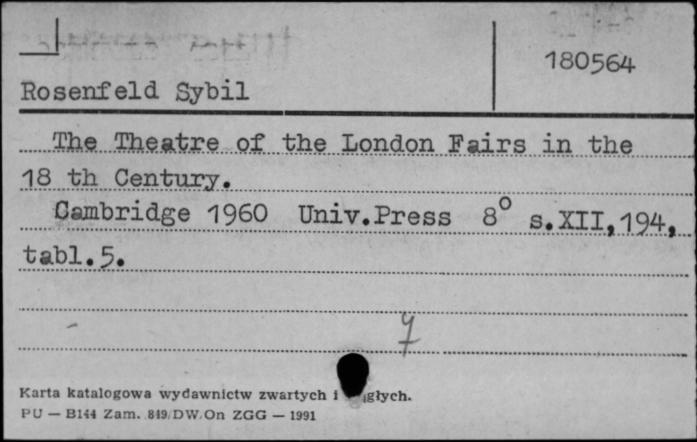 180564
Rosenfeld Sybil
The Theatre of the London Fairs in the
18 th Century.
Cambridge 1960 Univ.Press 8° s.XII,194,
tabl.5.
Karta katalogowa wydawnictw zwartych i głych.
PU — B144 Zam. 849/DW/On ZGG — 1991